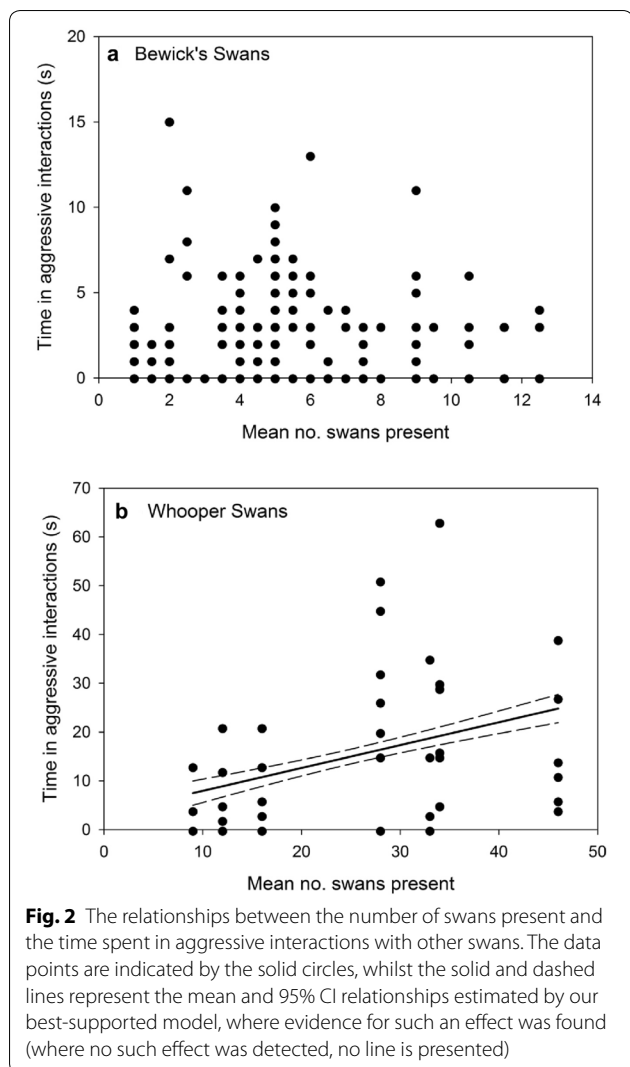 a Bewick's Swans
Time in aggressive interactions (s)
20
15
10
5
0
0 2 4 6 8 10 12 14
Mean no. swans present
b Whooper Swans
Time in aggressive interactions (s)
70
60
50
40
30
20
10
0
0 10 20 30 40 50
Mean no. swans present
Fig. 2 The relationships between the number of swans present and
the time spent in aggressive interactions with other swans. The data
points are indicated by the solid circles, whilst the solid and dashed
lines represent the mean and 95% CI relationships estimated by our
best-supported model, where evidence for such an effect was found
(where no such effect was detected, no line is presented)